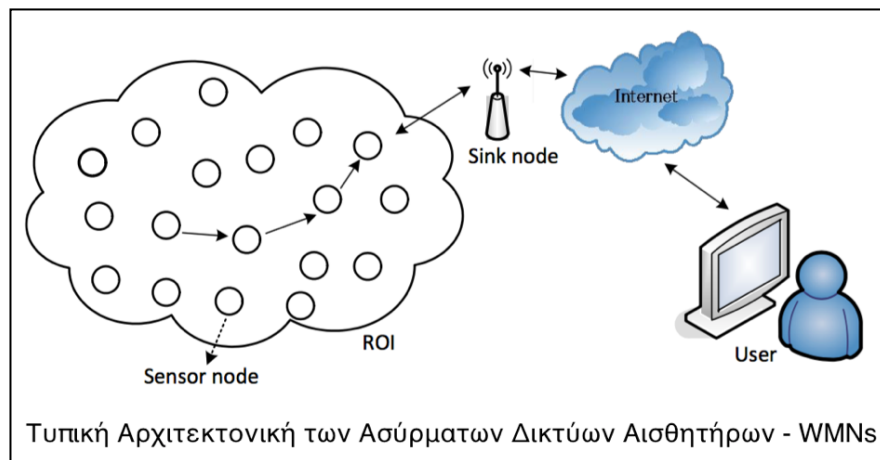 Internet
Sink node
ROI
User
Sensor node
Τυπική Αρχιτεκτονική των Ασύρματων Δικτύων Αισθητήρων - WMNs